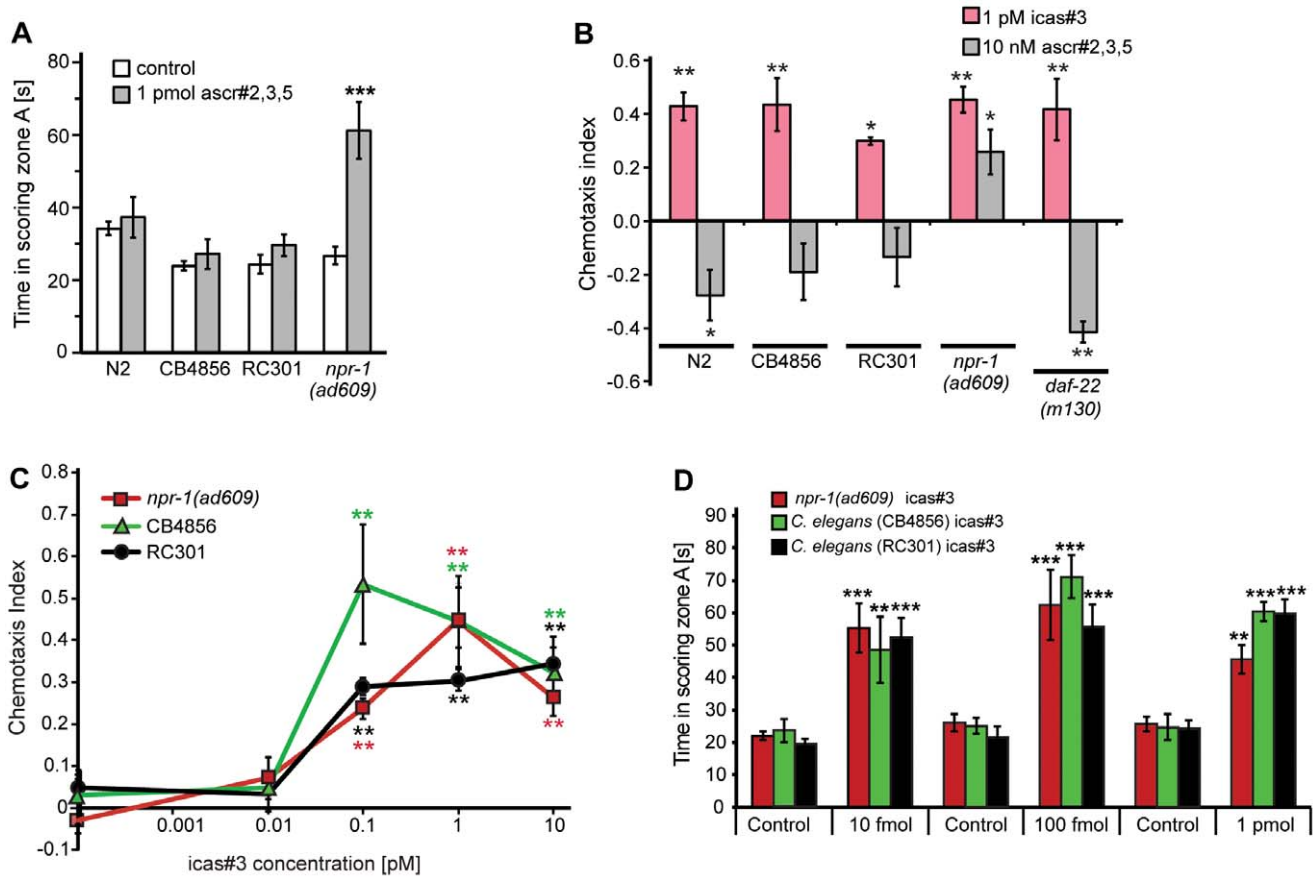 A
Time in scoring zone A [s]
80
60
40
20
0
control
1 pmol ascr#2,3,5
***
N2
CB4856
RC301
npr-1
(ad609)
B
1 pM icas#3
10 nM ascr#2,3,5
Chemotaxis index
0.6
0.4
0.2
0.0
-0.2
-0.4
-0.6
**
**
*
**
*
**
*
**
N2
CB4856
RC301
npr-1
(ad609)
daf-22
(m130)
C
Chemotaxis Index
0.8
0.7
0.6
0.5
0.4
0.3
0.2
0.1
0
-0.1
npr-1(ad609)
CB4856
RC301
**
**
**
**
**
**
**
**
**
0.001
0.01
0.1
1
10
icas#3 concentration [pM]
D
Time in scoring zone A [s]
90
80
70
60
50
40
30
20
10
0
npr-1(ad609) icas#3
C. elegans (CB4856) icas#3
C. elegans (RC301) icas#3
***
**
***
***
***
***
**
***
***
Control
10 fmol
Control
100 fmol
Control
1 pmol